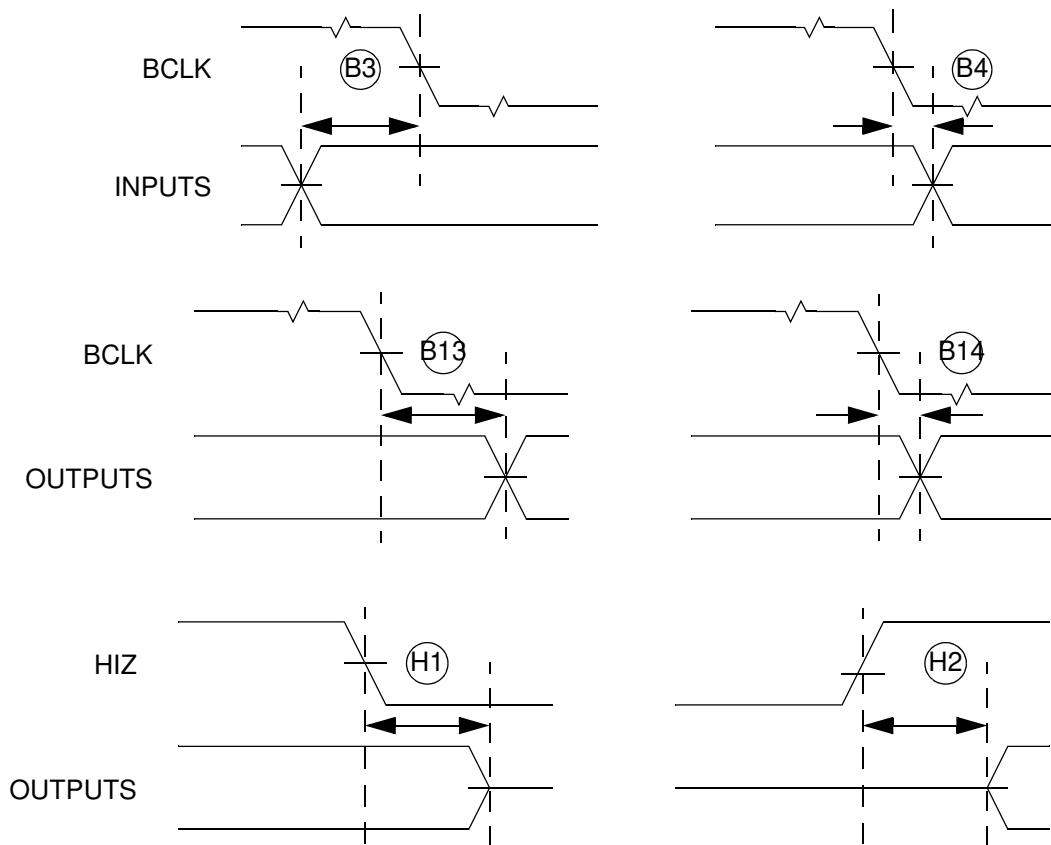 BCLK B3 B4
INPUTS
BCLK B13 B14
OUTPUTS
HIZ H1 H2
OUTPUTS